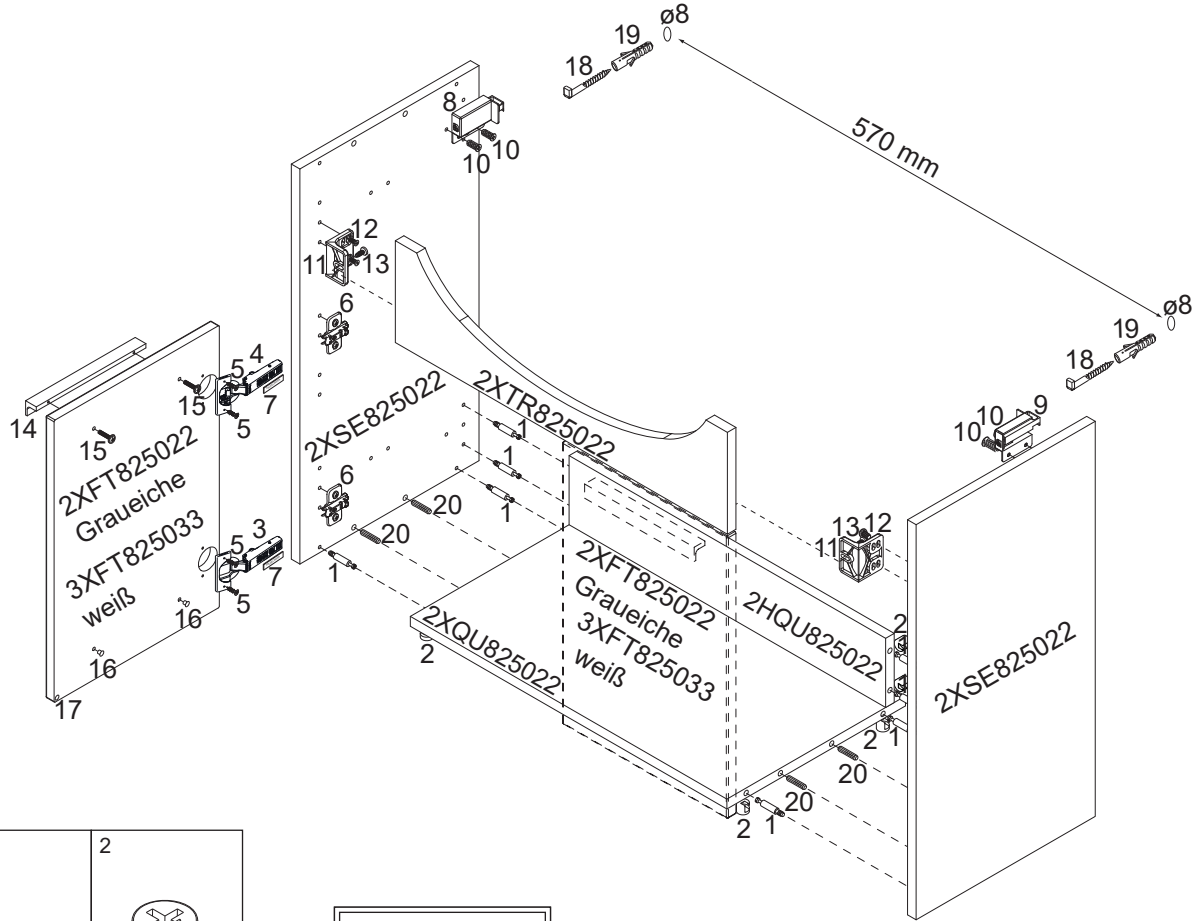 ø8
19
18
570 mm
8
10
10
12
11
13
6
ø8
19
18
4
5
7
15
5
14
15
2XFT825022
Graueiche
3XFT825033
weiß
2XSE825022
2XTR825022
1
1
1
6
20
20
1
10
9
10
3
5
7
5
16
16
17
13
12
11
2XFT825022
Graueiche
3XFT825033
weiß
2HQU825022
2XQU825022
2
2
2XSE825022
2
1
20
20
2
1
2